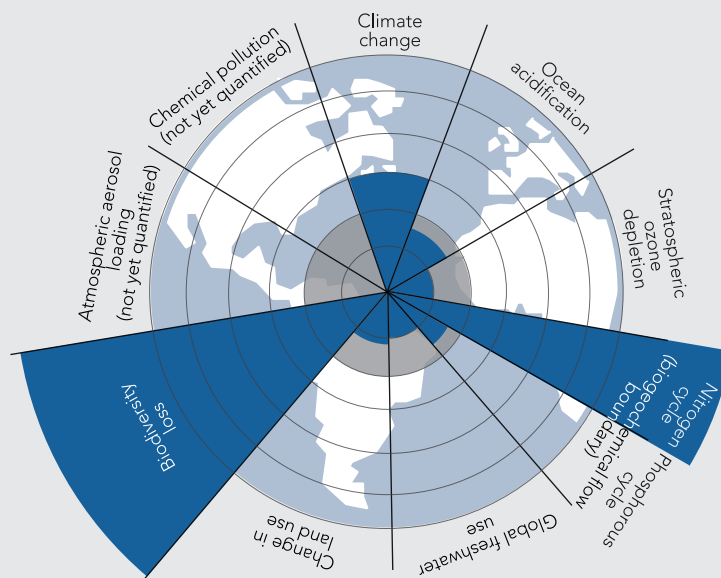 Climate
change
Ocean
acidification
Stratospheric
ozone
depletion
Nitrogen
cycle
(biogeochemical flow
boundary)
Phosphorous
cycle
Global freshwater
use
Change in
land use
Biodiversity
loss
Atmospheric aerosol
loading
(not yet quantified)
Chemical pollution
(not yet quantified)